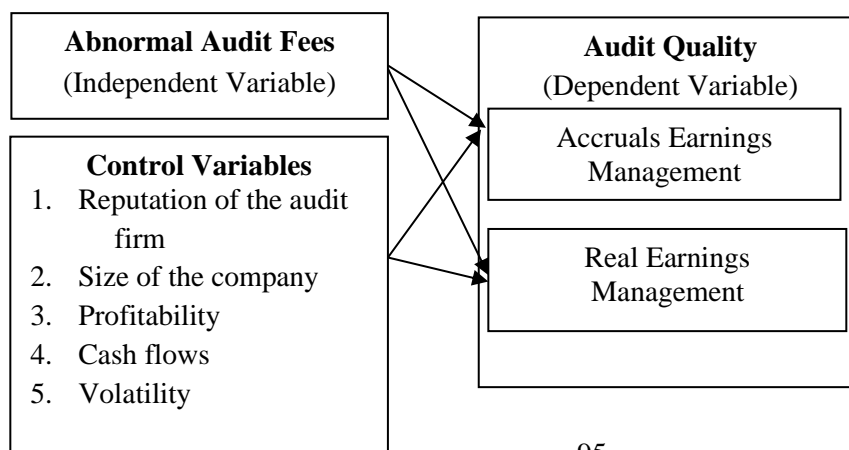 Abnormal Audit Fees
(Independent Variable)
Control Variables
1. Reputation of the audit
firm
2. Size of the company
3. Profitability
4. Cash flows
5. Volatility
Audit Quality
(Dependent Variable)
Accruals Earnings
Management
Real Earnings
Management